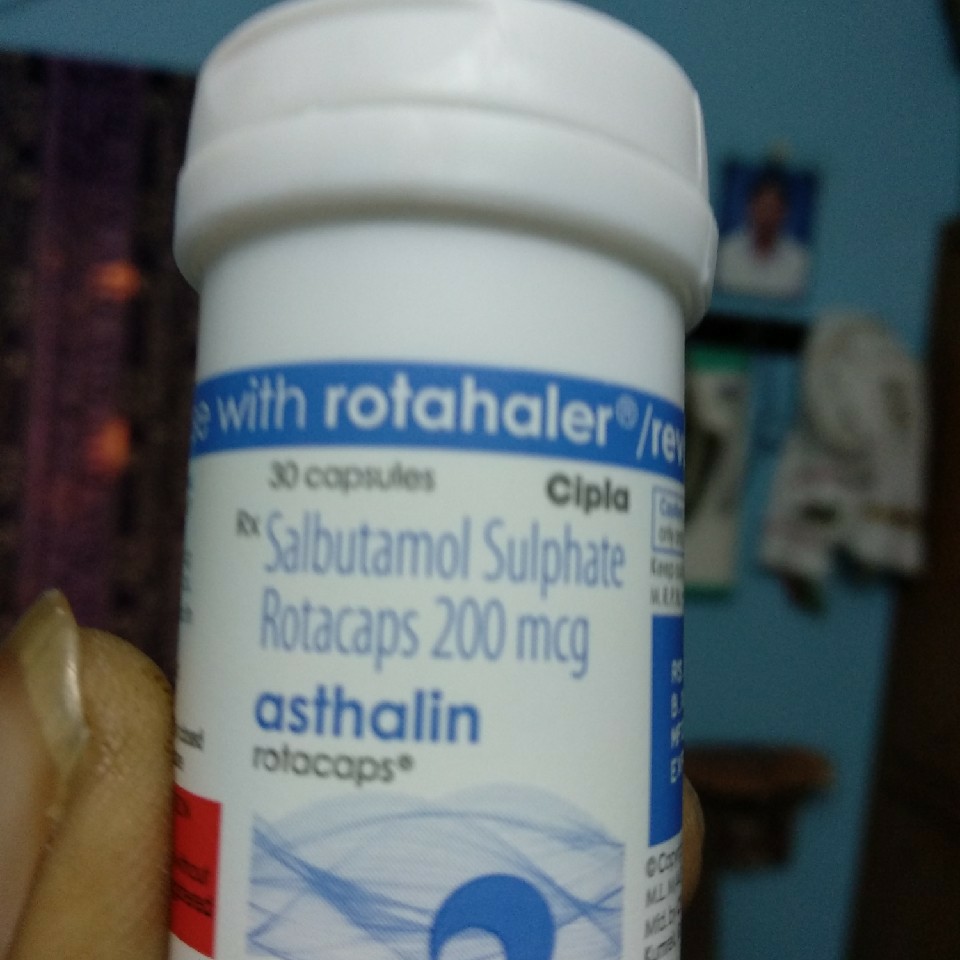 with rotahaler®/rev
30 capsules
Cipla
Rx Salbutamol Sulphate
Rotacaps 200 mcg
asthalin
rotacaps®